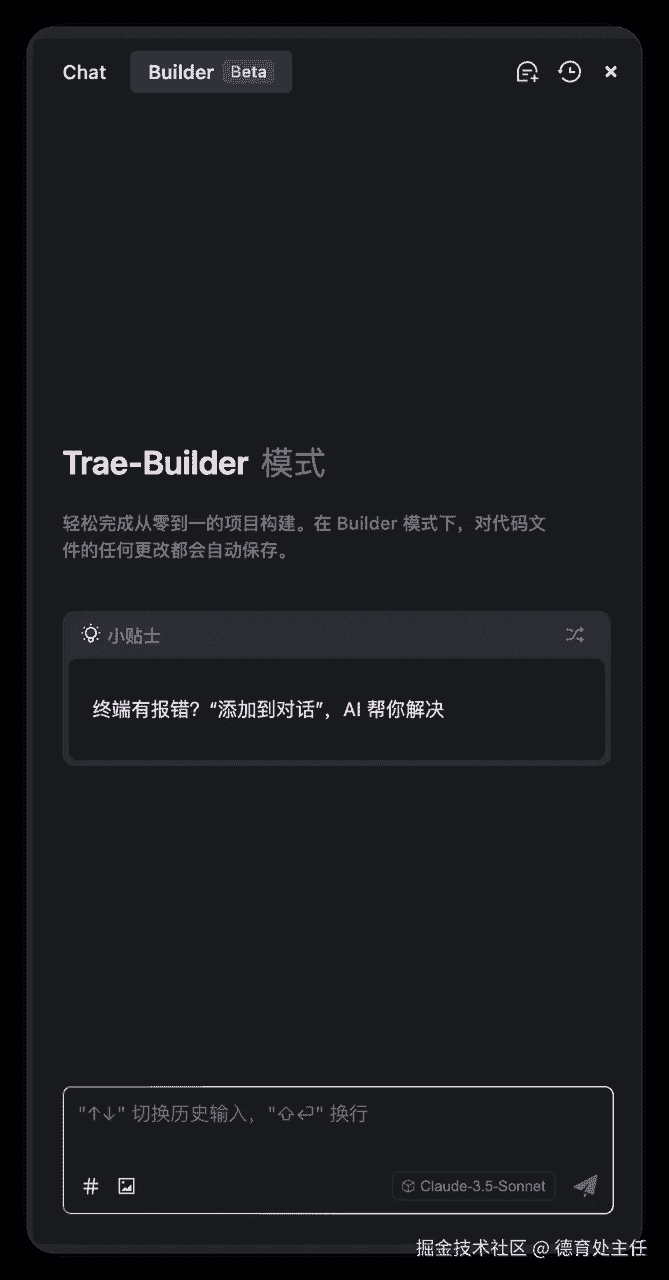 Chat Builder Beta
Trae-Builder 模式
轻松完成从零到一的项目构建。在 Builder 模式下，对代码文
件的任何更改都会自动保存。
小贴士
终端有报错？“添加到对话”，AI 帮你解决
"↑↓" 切换历史输入，"⇧⏎" 换行
# Claude-3.5-Sonnet
掘金技术社区 @ 德育处主任